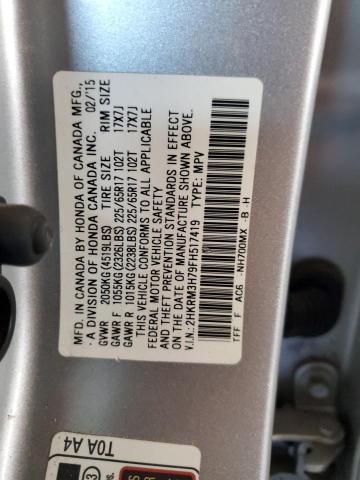 MFD. IN CANADA BY HONDA OF CANADA MFG.,
A DIVISION OF HONDA CANADA INC. 02/'15
GVWR 2050KG(4519LBS) TIRE SIZE RIM SIZE
GAWR F 1055KG(2326LBS) 225/65R17 102T 17X7J
GAWR R 1015KG(2238LBS) 225/65R17 102T 17X7J
THIS VEHICLE CONFORMS TO ALL APPLICABLE
FEDERAL MOTOR VEHICLE SAFETY
AND THEFT PREVENTION STANDARDS IN EFFECT
ON THE DATE OF MANUFACTURE SHOWN ABOVE.
V.I.N.: 2HKRM3H79FH517419 TYPE: MPV
TFF F AC6 -NH700MX -B -H
T0A A4